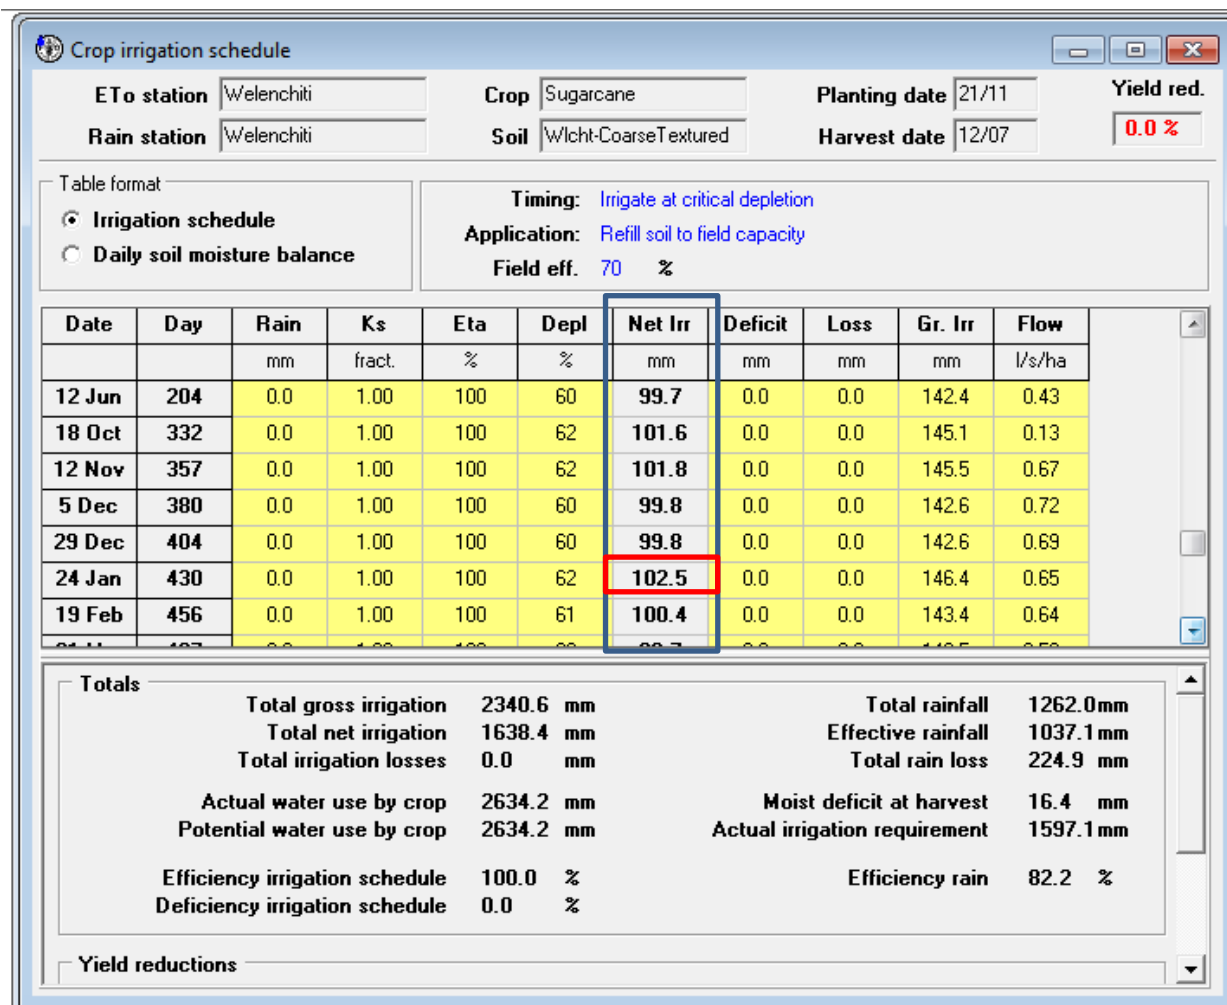 Crop irrigation schedule
ETo station Welenchiti Crop Sugarcane Planting date 21/11 Yield red.
Rain station Welenchiti Soil Wlcht-CoarseTextured Harvest date 12/07 0.0 %
Table format
Irrigation schedule
Daily soil moisture balance
Timing: Irrigate at critical depletion
Application: Refill soil to field capacity
Field eff. 70 %
Date Day Rain Ks Eta Depl Net Irr Deficit Loss Gr. Irr Flow
mm fract. % % mm mm mm mm l/s/ha
12 Jun 204 0.0 1.00 100 60 99.7 0.0 0.0 142.4 0.43
18 Oct 332 0.0 1.00 100 62 101.6 0.0 0.0 145.1 0.13
12 Nov 357 0.0 1.00 100 62 101.8 0.0 0.0 145.5 0.67
5 Dec 380 0.0 1.00 100 60 99.8 0.0 0.0 142.6 0.72
29 Dec 404 0.0 1.00 100 60 99.8 0.0 0.0 142.6 0.69
24 Jan 430 0.0 1.00 100 62 102.5 0.0 0.0 146.4 0.65
19 Feb 456 0.0 1.00 100 61 100.4 0.0 0.0 143.4 0.64
Totals
Total gross irrigation 2340.6 mm Total rainfall 1262.0 mm
Total net irrigation 1638.4 mm Effective rainfall 1037.1 mm
Total irrigation losses 0.0 mm Total rain loss 224.9 mm
Actual water use by crop 2634.2 mm Moist deficit at harvest 16.4 mm
Potential water use by crop 2634.2 mm Actual irrigation requirement 1597.1 mm
Efficiency irrigation schedule 100.0 % Efficiency rain 82.2 %
Deficiency irrigation schedule 0.0 %
Yield reductions